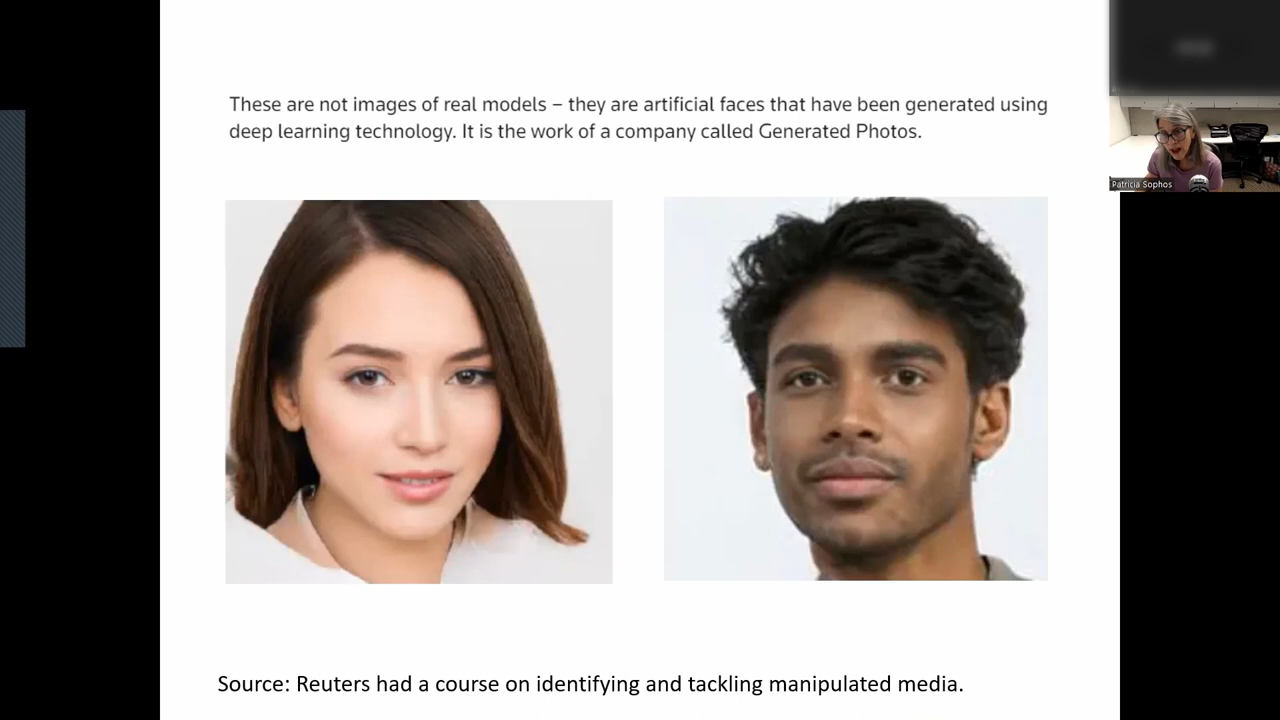 These are not images of real models – they are artificial faces that have been generated using
deep learning technology. It is the work of a company called Generated Photos.
Patricia Sophos
Source: Reuters had a course on identifying and tackling manipulated media.